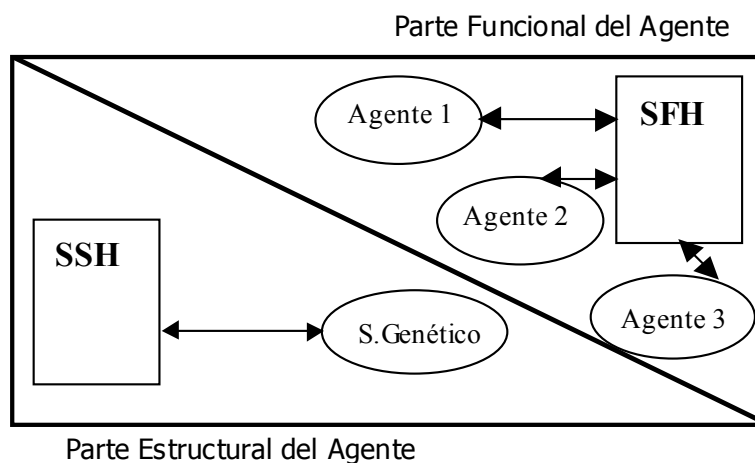 Parte Funcional del Agente
Agente 1
SFH
Agente 2
SSH
Agente 3
S.Genético
Parte Estructural del Agente